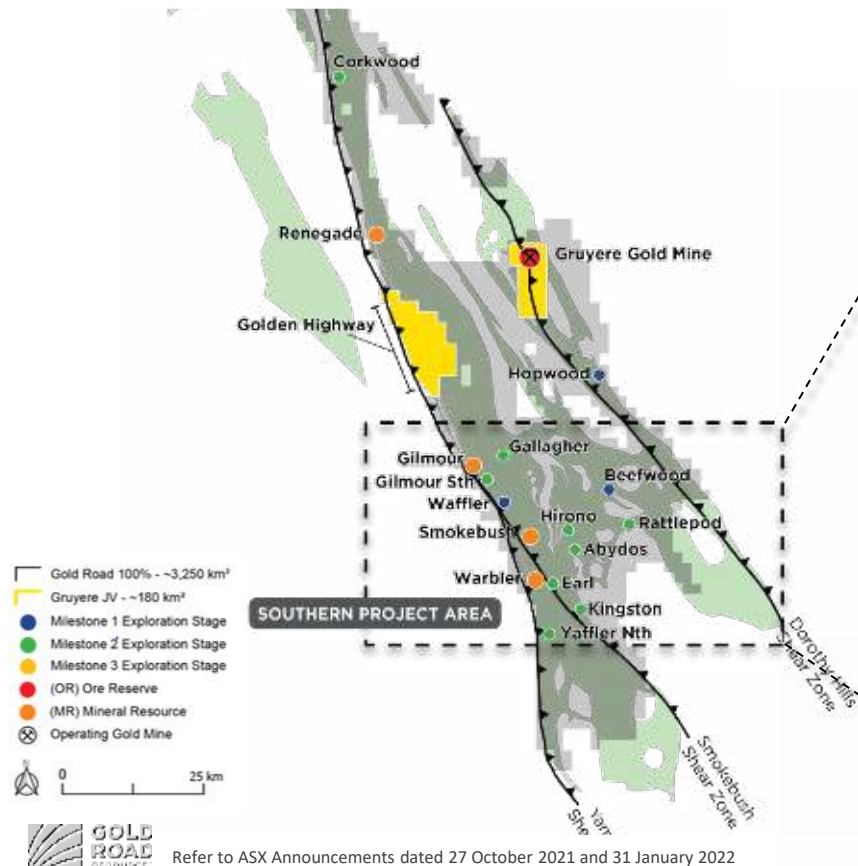 Corkwood
Renegade
Gruyere Gold Mine
Golden Highway
Hopwood
Gallagher
Gilmour
Gilmour Sth
Beefwood
Waffler
Hirono
Rattlepod
Smokebush
Abydos
Warbler
Earl
Kingston
Yaffler Nth
SOUTHERN PROJECT AREA
Dorothy Hills
Shear Zone
Smokebush
Shear Zone
Gold Road 100% - ~3,250 km²
Gruyere JV - ~180 km²
Milestone 1 Exploration Stage
Milestone 2 Exploration Stage
Milestone 3 Exploration Stage
(OR) Ore Reserve
(MR) Mineral Resource
Operating Gold Mine
N
0 25 km
GOLD
ROAD
Refer to ASX Announcements dated 27 October 2021 and 31 January 2022